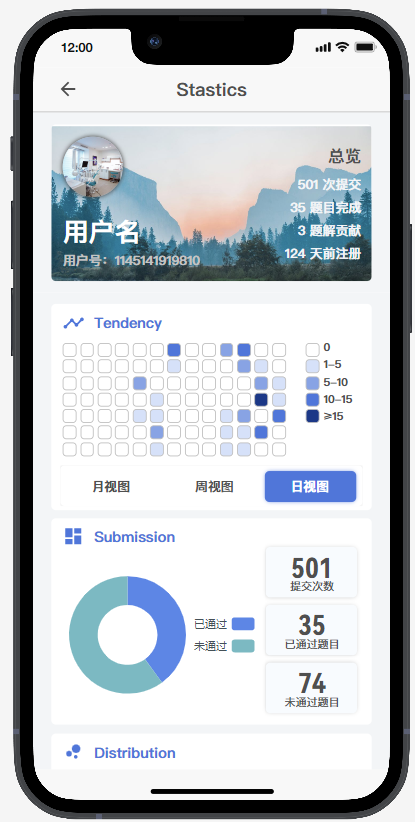 12:00
Stastics
总览
501 次提交
35 题目完成
3 题解贡献
124 天前注册
用户名
用户号：1145141919810
Tendency
0
1–5
5–10
10–15
≥15
月视图
周视图
日视图
Submission
已通过
未通过
501
提交次数
35
已通过题目
74
未通过题目
Distribution